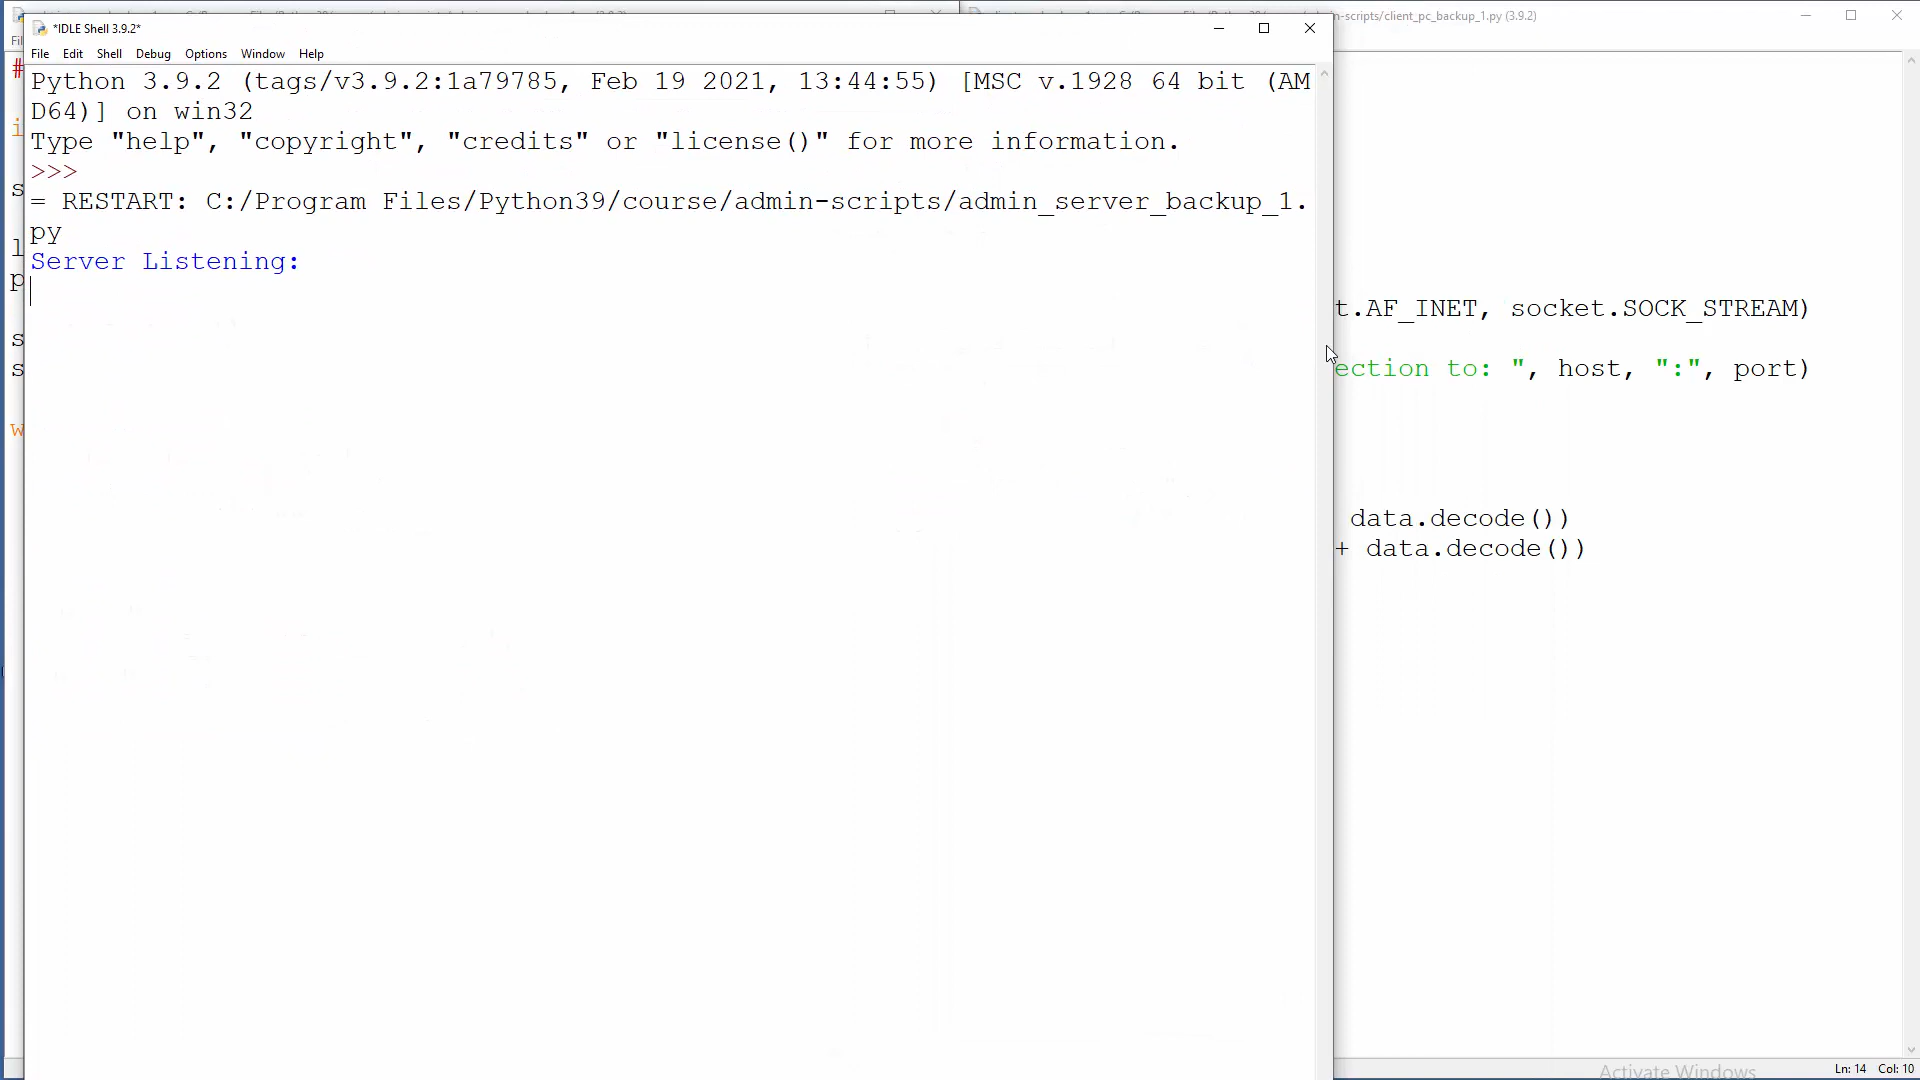 *IDLE Shell 3.9.2*
-scripts/client_pc_backup_1.py (3.9.2)
File Edit Shell Debug Options Window Help
Python 3.9.2 (tags/v3.9.2:1a79785, Feb 19 2021, 13:44:55) [MSC v.1928 64 bit (AM
D64)] on win32
Type "help", "copyright", "credits" or "license()" for more information.
>>>
= RESTART: C:/Program Files/Python39/course/admin-scripts/admin_server_backup_1.
py
Server Listening:
#
i
s
l
p
s
s
w
t.AF_INET, socket.SOCK_STREAM)
ection to: ", host, ":", port)
data.decode())
+ data.decode())
Activate Windows
Ln: 14 Col: 10